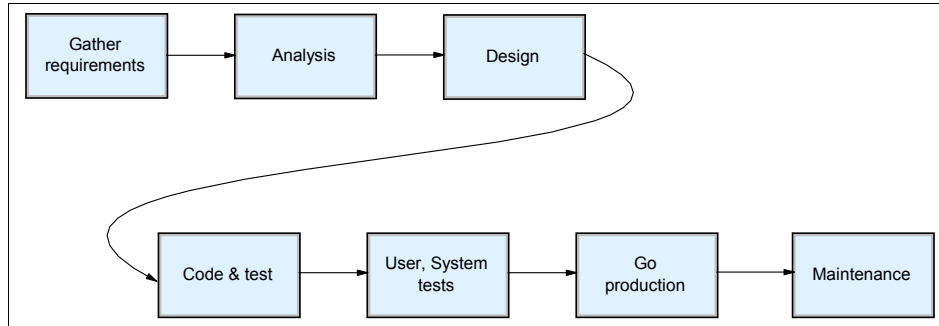 Gather
requirements
Analysis
Design
Code & test
User, System
tests
Go
production
Maintenance